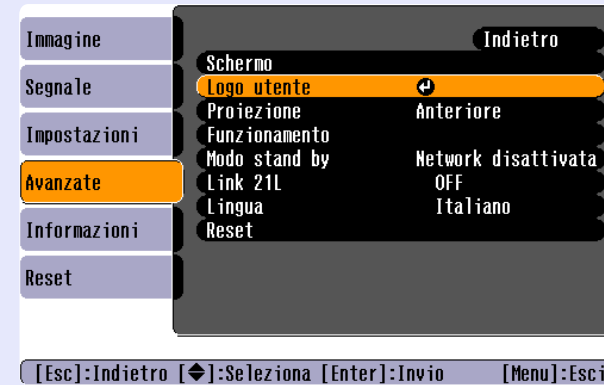 Immagine
Segnale
Impostazioni
Avanzate
Informazioni
Reset
Indietro
Schermo
Logo utente
Proiezione Anteriore
Funzionamento
Modo stand by Network disattivata
Link 21L OFF
Lingua Italiano
Reset
[Esc]:Indietro [◆]:Seleziona [Enter]:Invio [Menu]:Esci